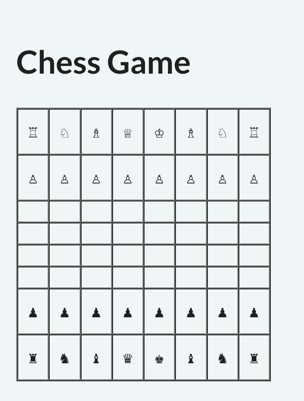 Chess Game
♖ ♘ ♗ ♕ ♔ ♗ ♘ ♖
♙ ♙ ♙ ♙ ♙ ♙ ♙ ♙
♟ ♟ ♟ ♟ ♟ ♟ ♟ ♟
♜ ♞ ♝ ♛ ♚ ♝ ♞ ♜